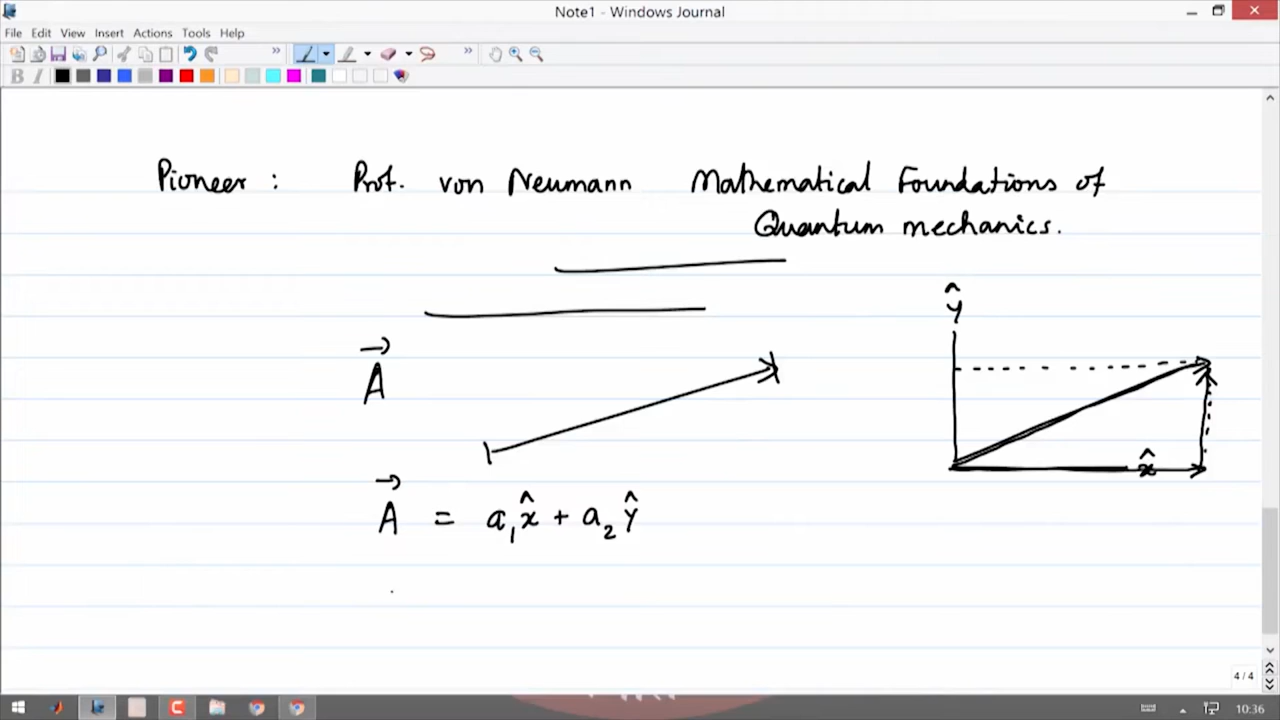 Note1 - Windows Journal
File Edit View Insert Actions Tools Help
Pioneer : Prof. von Neumann Mathematical Foundations of
Quantum mechanics.
ŷ
A⃗
x̂
A⃗ = a₁x̂ + a₂ŷ
4 / 4
10:36